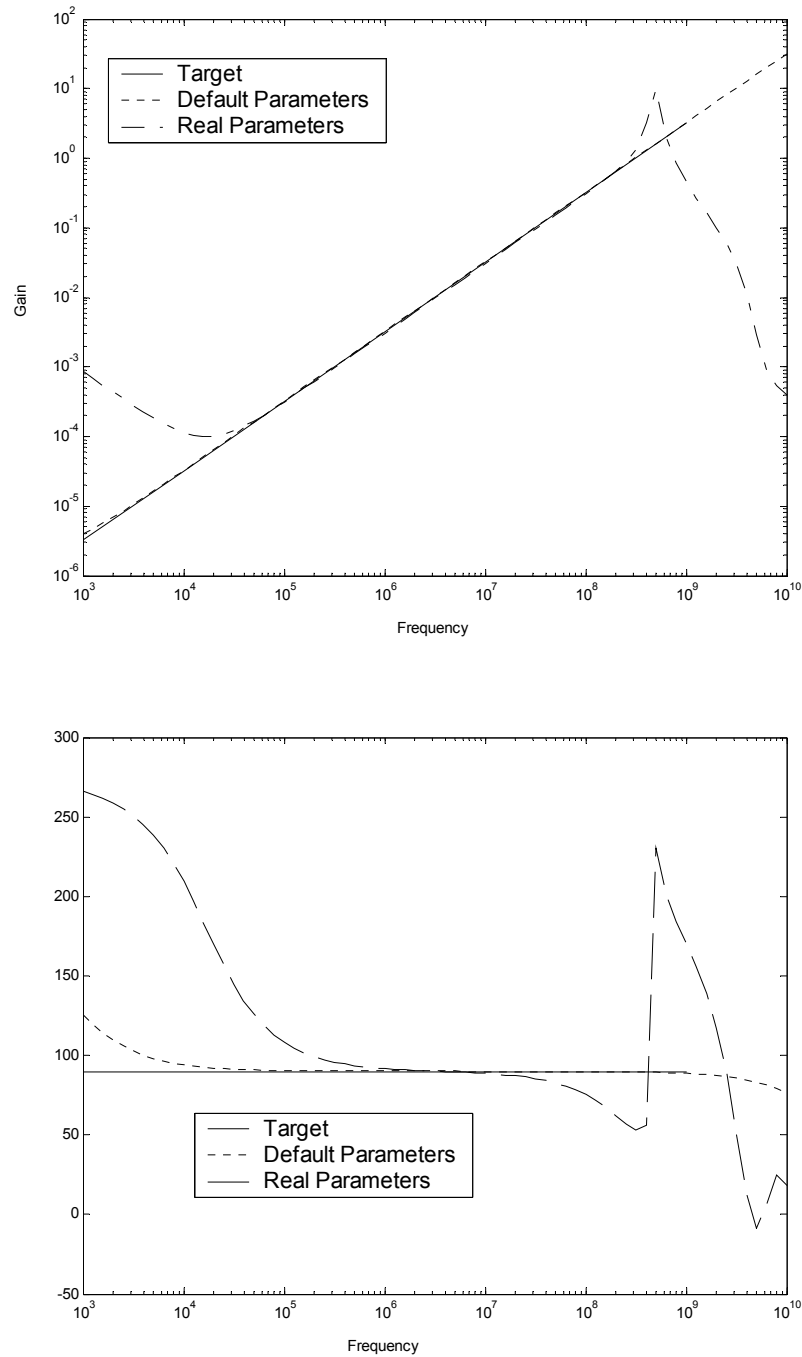 10^2
10^1
10^0
10^-1
10^-2
10^-3
10^-4
10^-5
10^-6
Gain
Target
Default Parameters
Real Parameters
10^3 10^4 10^5 10^6 10^7 10^8 10^9 10^10
Frequency
300
250
200
150
100
50
0
-50
Target
Default Parameters
Real Parameters
10^3 10^4 10^5 10^6 10^7 10^8 10^9 10^10
Frequency